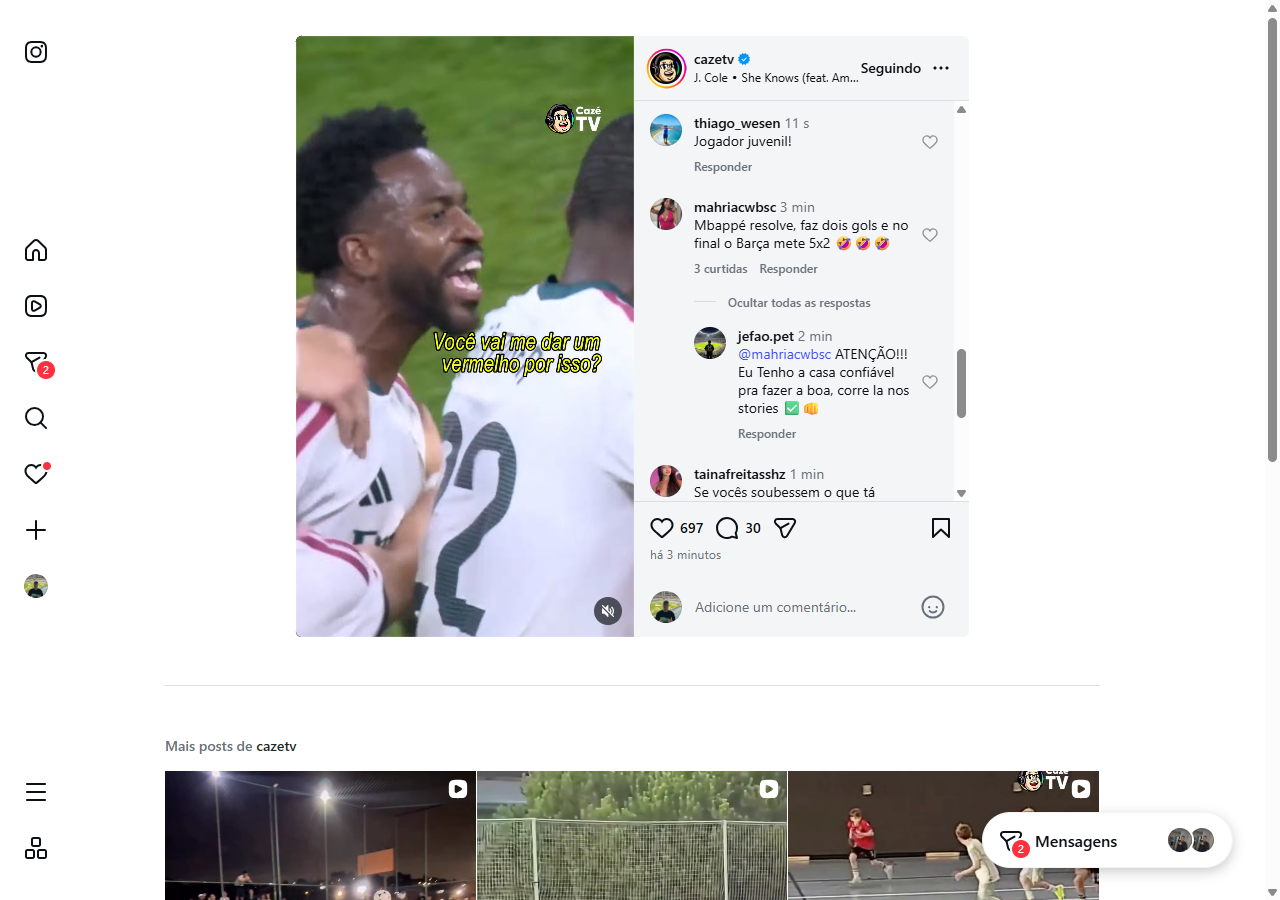 cazetv
J. Cole • She Knows (feat. Am...
Seguindo
Cazé
TV
thiago_wesen 11 s
Jogador juvenil!
Responder
mahriacwbsc 3 min
Mbappé resolve, faz dois gols e no
final o Barça mete 5x2 🤣🤣🤣
3 curtidas Responder
Ocultar todas as respostas
Você vai me dar um
vermelho por isso?
jefao.pet 2 min
@mahriacwbsc ATENÇÃO!!!
Eu Tenho a casa confiável
pra fazer a boa, corre la nos
stories ✅👊
Responder
2
tainafreitasshz 1 min
Se vocês soubessem o que tá
22
697 30
há 3 minutos
Adicione um comentário...
Mais posts de cazetv
Cazé
TV
2
Mensagens